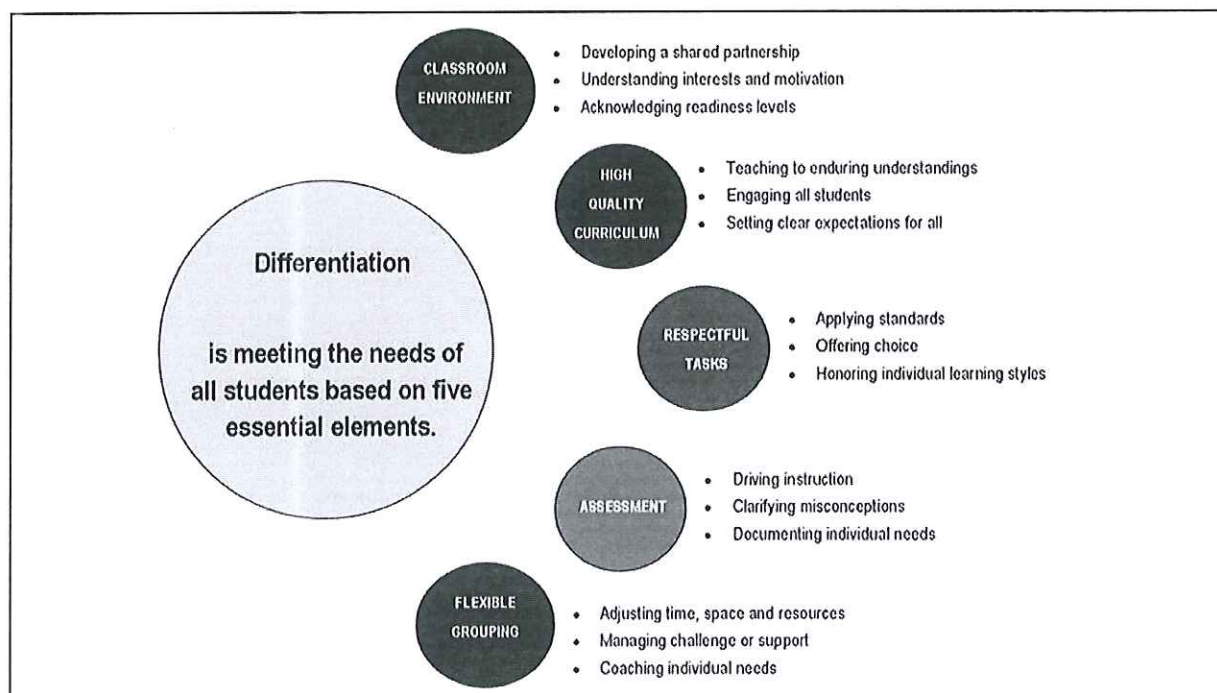 CLASSROOM
ENVIRONMENT
• Developing a shared partnership
• Understanding interests and motivation
• Acknowledging readiness levels
HIGH
QUALITY
CURRICULUM
• Teaching to enduring understandings
• Engaging all students
• Setting clear expectations for all
Differentiation
is meeting the needs of
all students based on five
essential elements.
RESPECTFUL
TASKS
• Applying standards
• Offering choice
• Honoring individual learning styles
ASSESSMENT
• Driving instruction
• Clarifying misconceptions
• Documenting individual needs
FLEXIBLE
GROUPING
• Adjusting time, space and resources
• Managing challenge or support
• Coaching individual needs